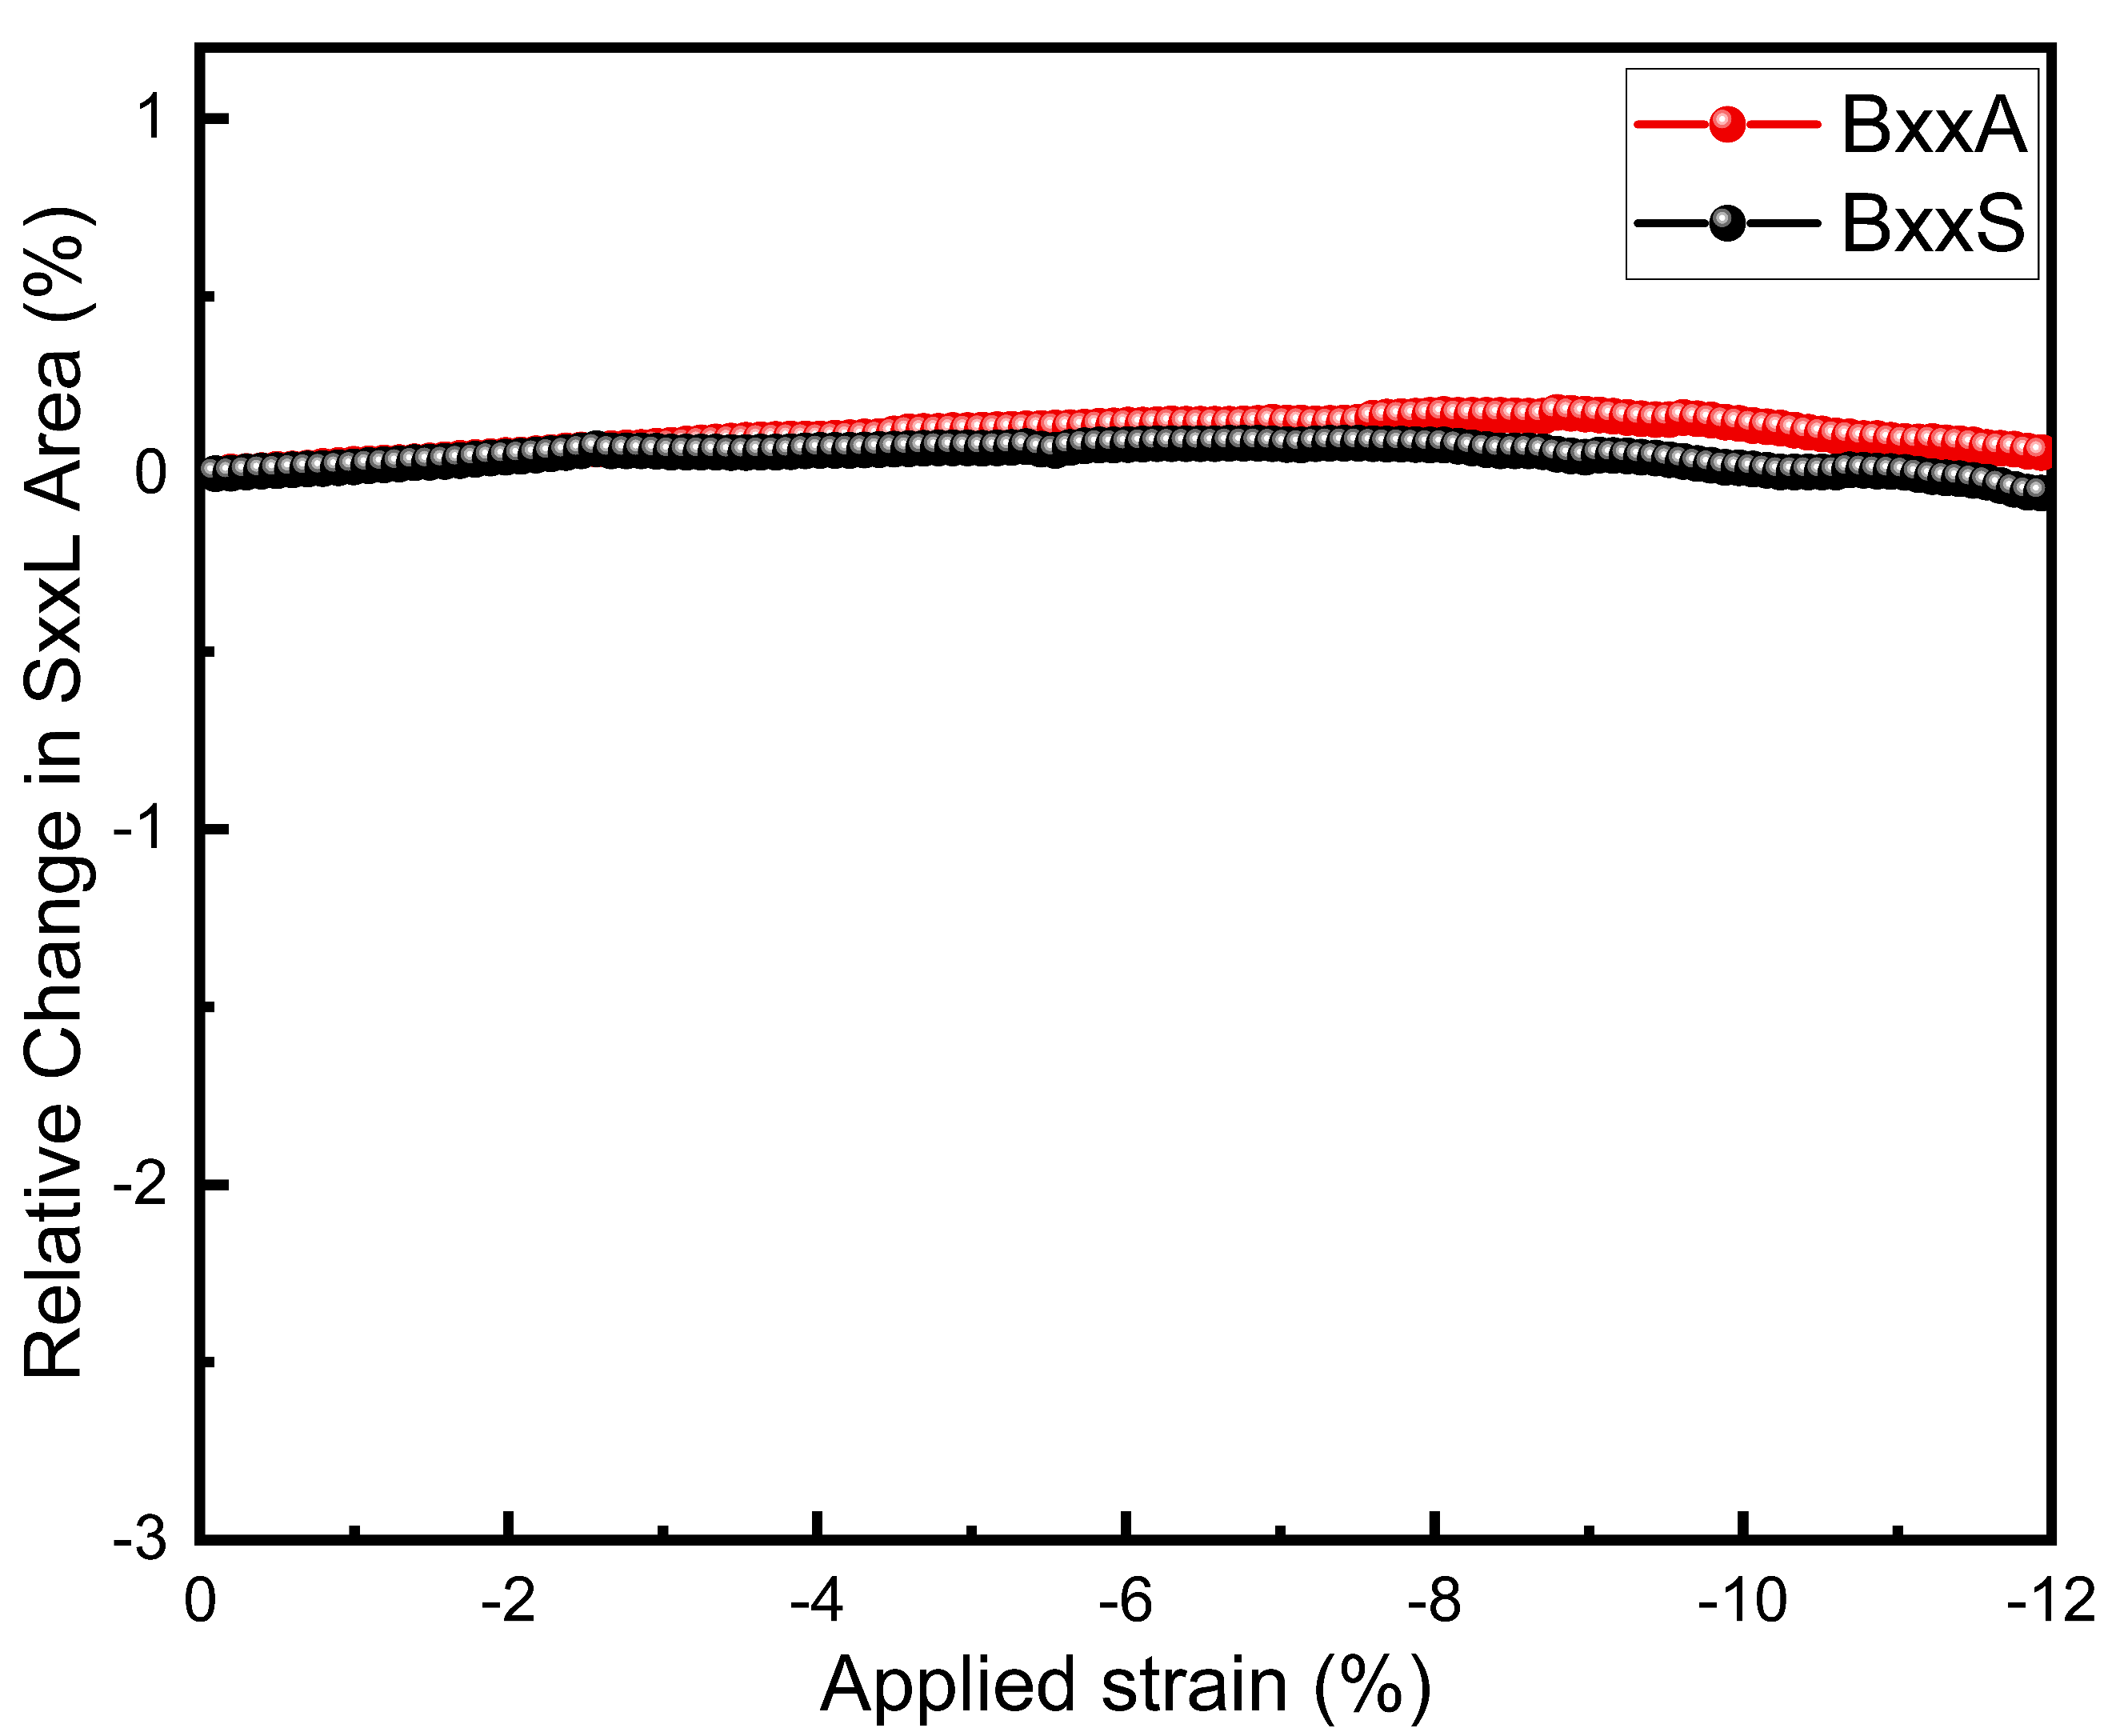 BxxA
BxxS
Relative Change in SxxL Area (%)
1
0
-1
-2
-3
0 -2 -4 -6 -8 -10 -12
Applied strain (%)